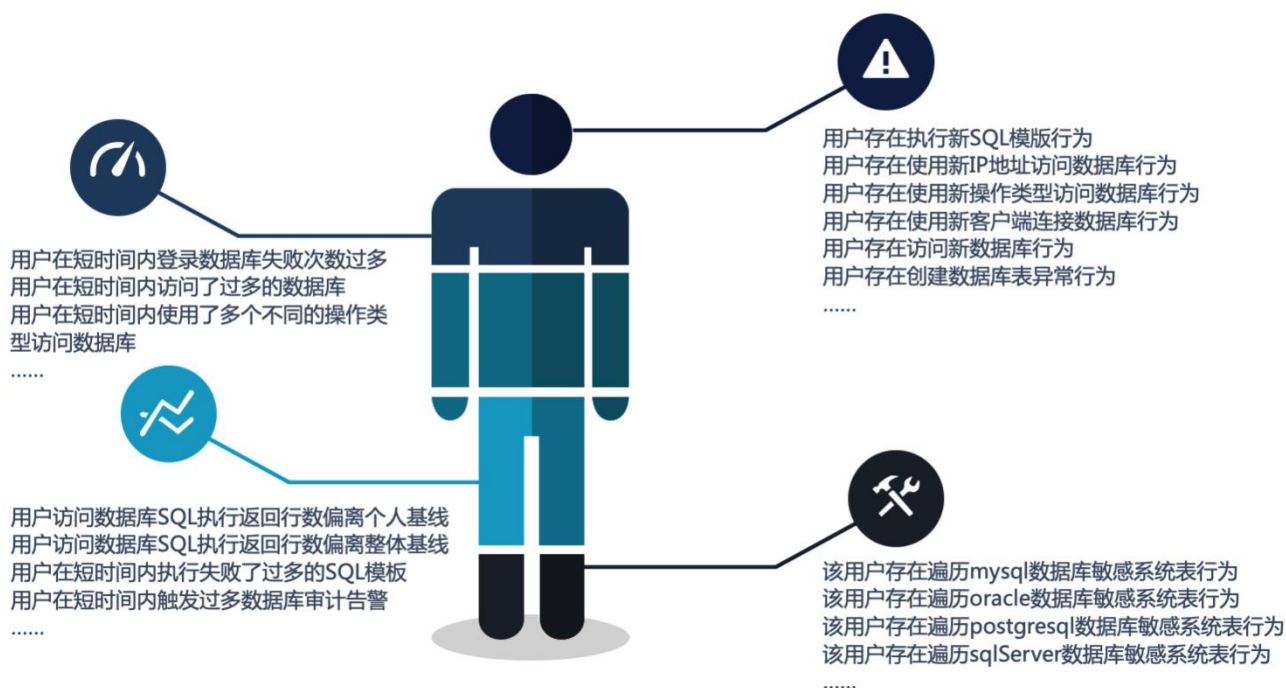 用户在短时间内登录数据库失败次数过多
用户在短时间内访问了过多的数据库
用户在短时间内使用了多个不同的操作类
型访问数据库
......
用户访问数据库SQL执行返回行数偏离个人基线
用户访问数据库SQL执行返回行数偏离整体基线
用户在短时间内执行失败了过多的SQL模板
用户在短时间内触发过多数据库审计告警
......
用户存在执行新SQL模版行为
用户存在使用新IP地址访问数据库行为
用户存在使用新操作类型访问数据库行为
用户存在使用新客户端连接数据库行为
用户存在访问新数据库行为
用户存在创建数据库表异常行为
......
该用户存在遍历mysql数据库敏感系统表行为
该用户存在遍历oracle数据库敏感系统表行为
该用户存在遍历postgresql数据库敏感系统表行为
该用户存在遍历sqlServer数据库敏感系统表行为
......